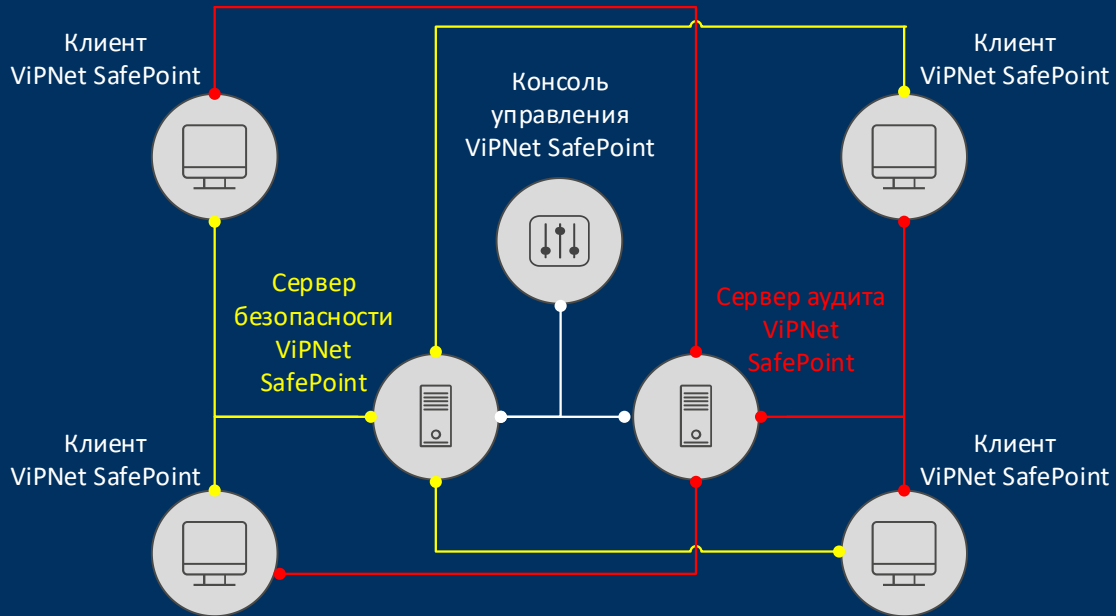 Клиент
ViPNet SafePoint
Клиент
ViPNet SafePoint
Консоль
управления
ViPNet SafePoint
Сервер
безопасности
ViPNet
SafePoint
Сервер аудита
ViPNet
SafePoint
Клиент
ViPNet SafePoint
Клиент
ViPNet SafePoint